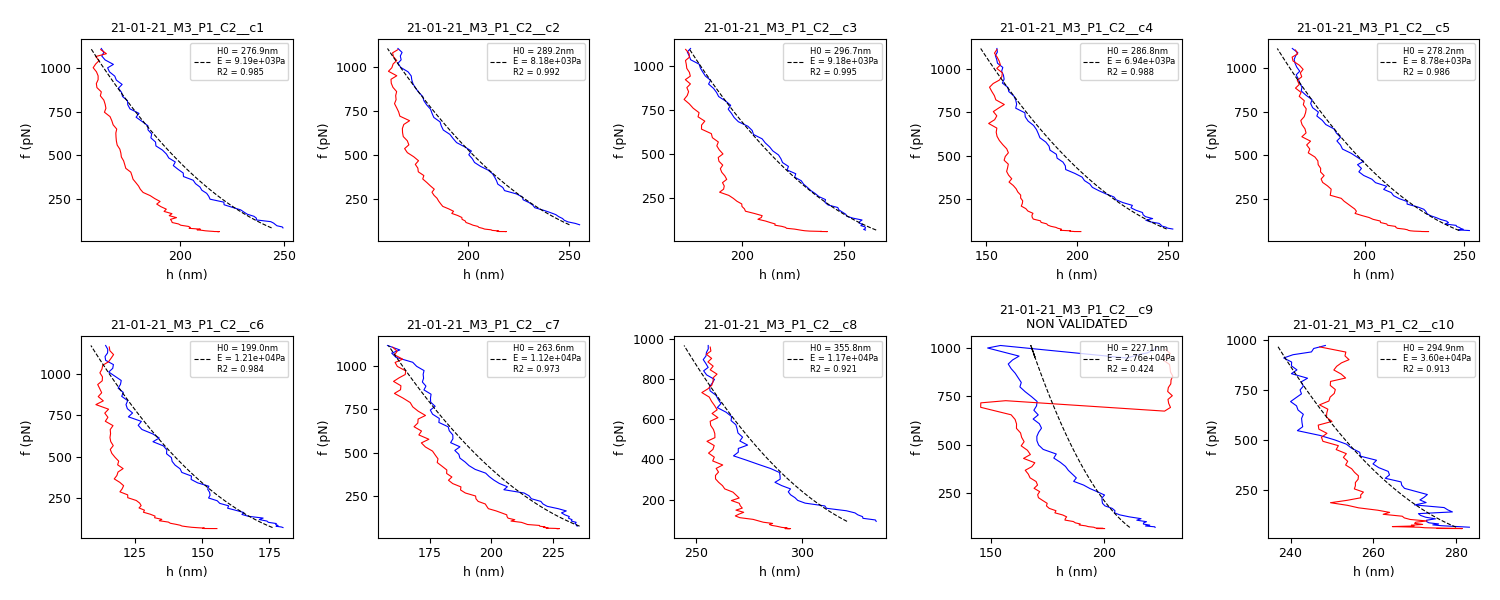 21-01-21_M3_P1_C2__c1
H0 = 276.9nm
E = 9.19e+03Pa
R2 = 0.985
f (pN)
1000
750
500
250
200
250
h (nm)
21-01-21_M3_P1_C2__c2
H0 = 289.2nm
E = 8.18e+03Pa
R2 = 0.992
f (pN)
1000
750
500
250
200
250
h (nm)
21-01-21_M3_P1_C2__c3
H0 = 296.7nm
E = 9.18e+03Pa
R2 = 0.995
f (pN)
1000
750
500
250
200
250
h (nm)
21-01-21_M3_P1_C2__c4
H0 = 286.8nm
E = 6.94e+03Pa
R2 = 0.988
f (pN)
1000
750
500
250
150
200
250
h (nm)
21-01-21_M3_P1_C2__c5
H0 = 278.2nm
E = 8.78e+03Pa
R2 = 0.986
f (pN)
1000
750
500
250
200
250
h (nm)
21-01-21_M3_P1_C2__c6
H0 = 199.0nm
E = 1.21e+04Pa
R2 = 0.984
f (pN)
1000
750
500
250
125
150
175
h (nm)
21-01-21_M3_P1_C2__c7
H0 = 263.6nm
E = 1.12e+04Pa
R2 = 0.973
f (pN)
1000
750
500
250
175
200
225
h (nm)
21-01-21_M3_P1_C2__c8
H0 = 355.8nm
E = 1.17e+04Pa
R2 = 0.921
f (pN)
1000
800
600
400
200
250
300
h (nm)
21-01-21_M3_P1_C2__c9
NON VALIDATED
H0 = 227.1nm
E = 2.76e+04Pa
R2 = 0.424
f (pN)
1000
750
500
250
150
200
h (nm)
21-01-21_M3_P1_C2__c10
H0 = 294.9nm
E = 3.60e+04Pa
R2 = 0.913
f (pN)
1000
750
500
250
240
260
280
h (nm)